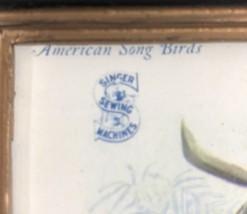 American Song Birds
SINGER
SEWING
MACHINES